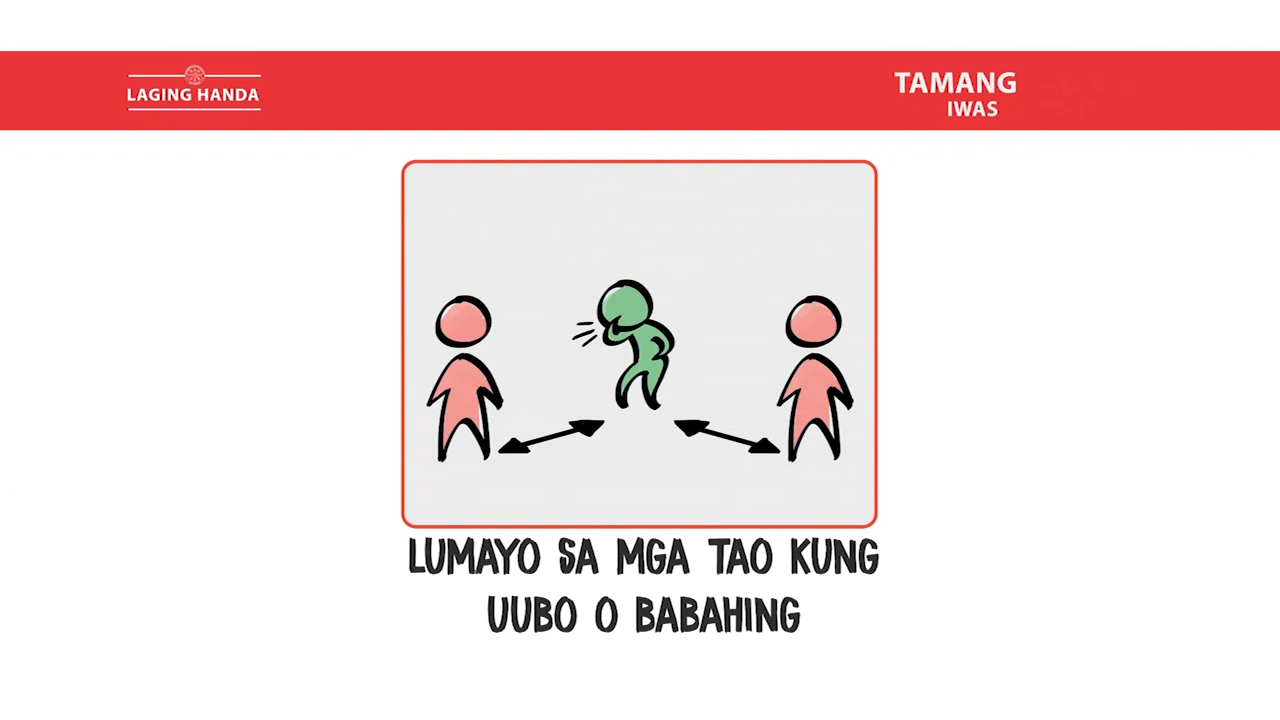 LAGING HANDA
TAMANG
IWAS
LUMAYO SA MGA TAO KUNG
UUBO O BABAHING